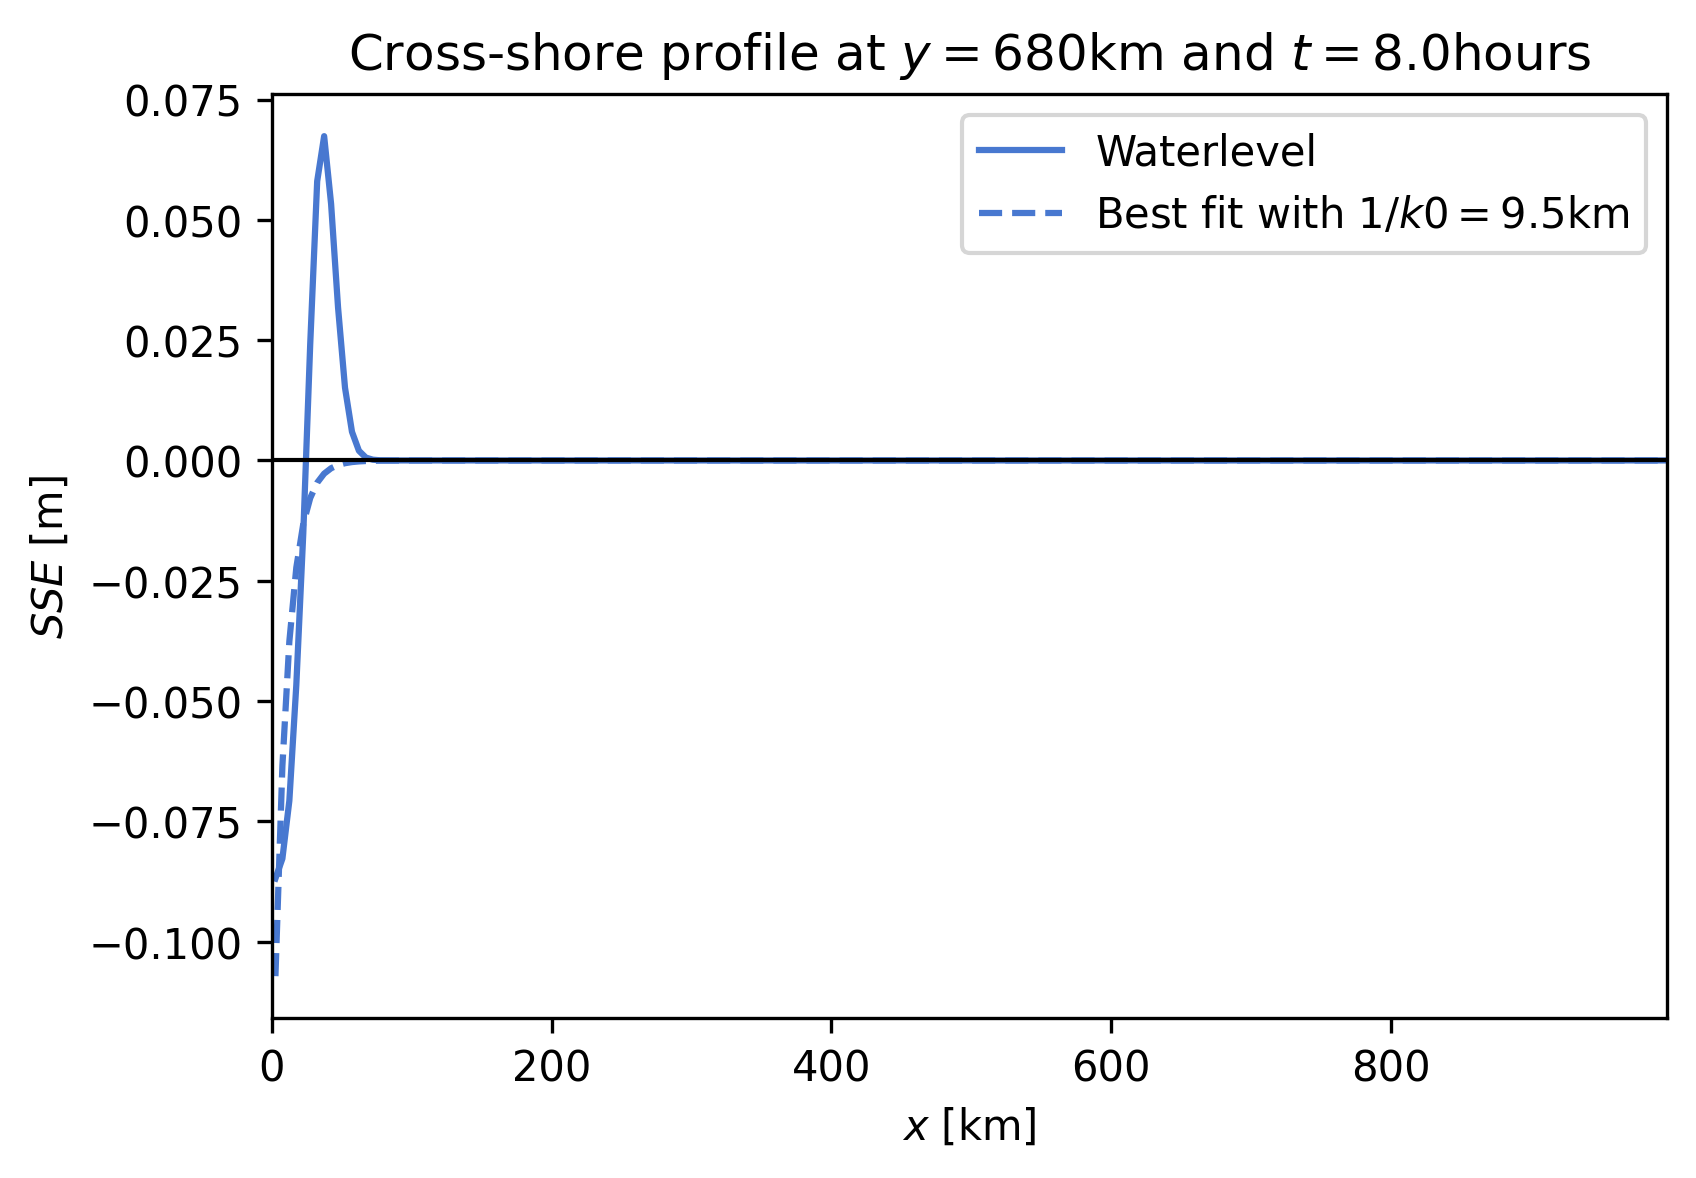 Cross-shore profile at y = 680km and t = 8.0hours
0.075
0.050
0.025
0.000
−0.025
−0.050
−0.075
−0.100
SSE [m]
Waterlevel
Best fit with 1/k0 = 9.5km
0 200 400 600 800
x [km]